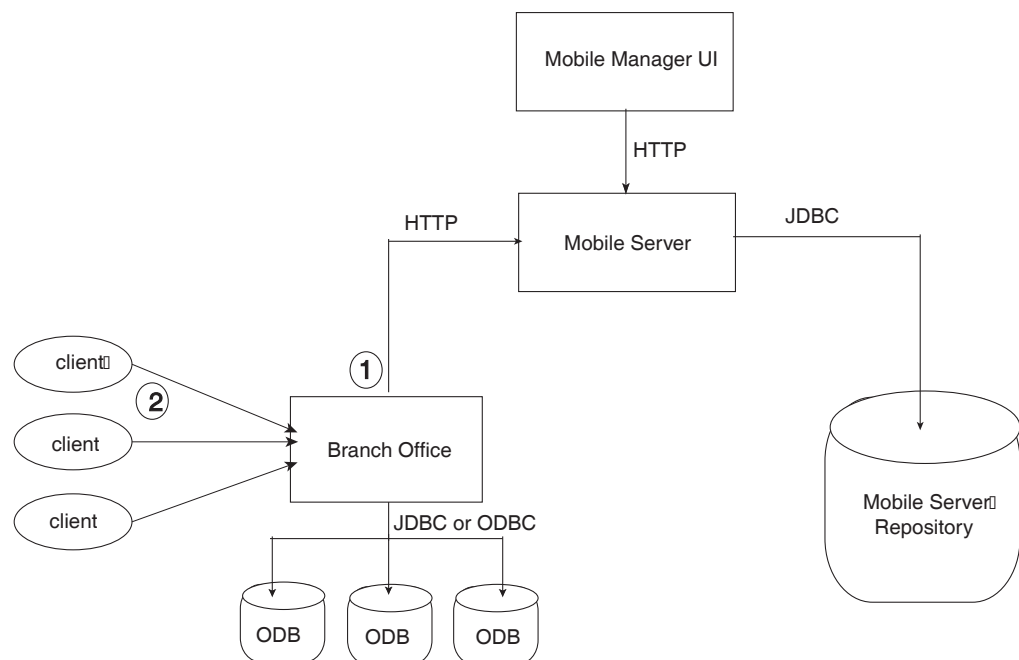 Mobile Manager UI
HTTP
HTTP
Mobile Server
JDBC
client
1
2
client
client
Branch Office
Mobile Server
Repository
JDBC or ODBC
ODB
ODB
ODB